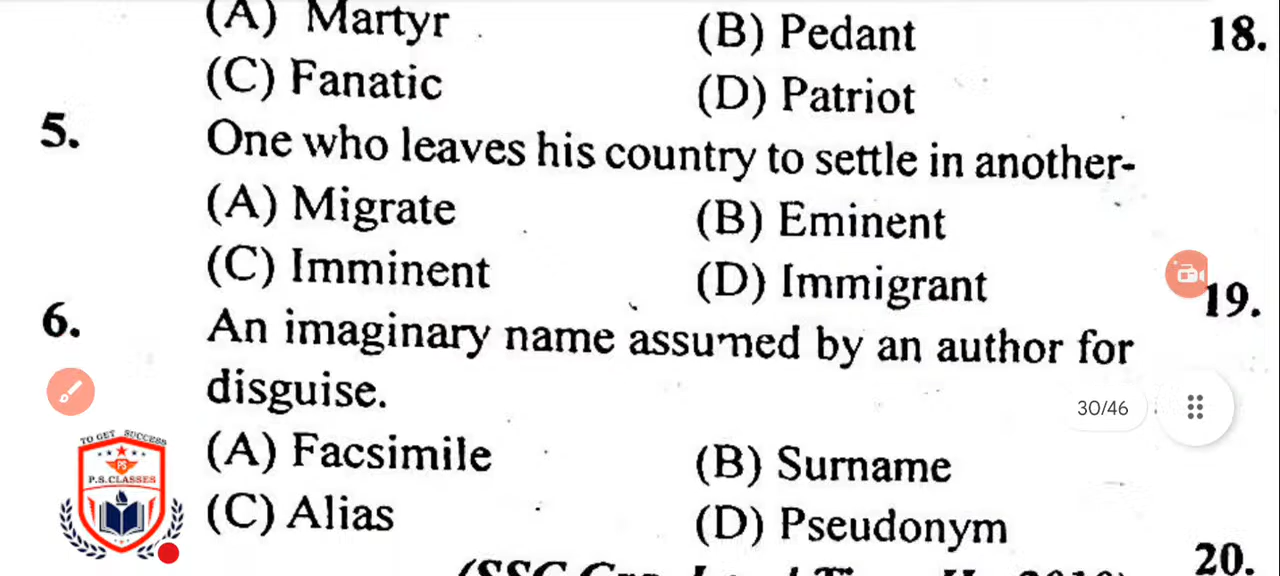 (A) Martyr (B) Pedant 18.
(C) Fanatic (D) Patriot
5. One who leaves his country to settle in another-
(A) Migrate (B) Eminent
(C) Imminent (D) Immigrant
19.
6. An imaginary name assumed by an author for
disguise.
30/46
(A) Facsimile (B) Surname
(C) Alias (D) Pseudonym
20.
TO GET SUCCESS
PS
P.S.CLASSES